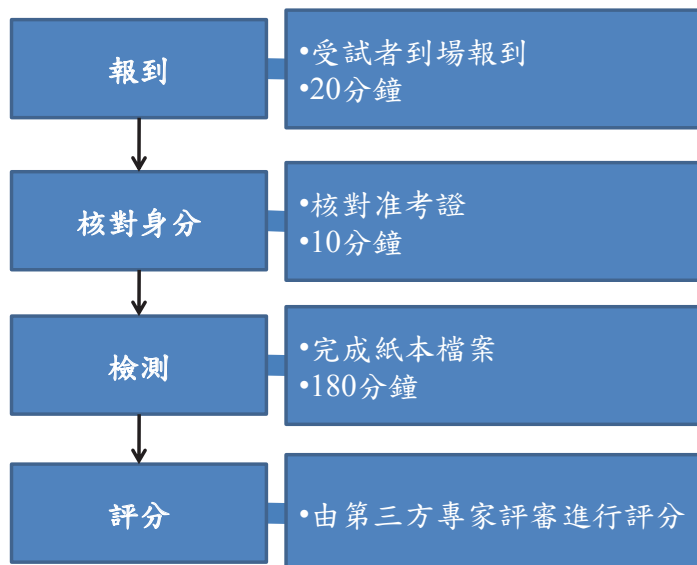 報到
•受試者到場報到
•20分鐘
核對身分
•核對准考證
•10分鐘
檢測
•完成紙本檔案
•180分鐘
評分
•由第三方專家評審進行評分